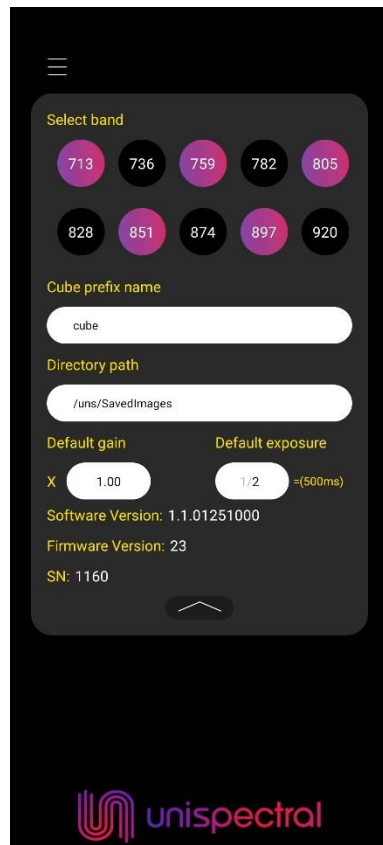 Select band
713 736 759 782 805
828 851 874 897 920
Cube prefix name
cube
Directory path
/uns/SavedImages
Default gain Default exposure
X 1.00 1/2 =(500ms)
Software Version: 1.1.01251000
Firmware Version: 23
SN: 1160
unispectral